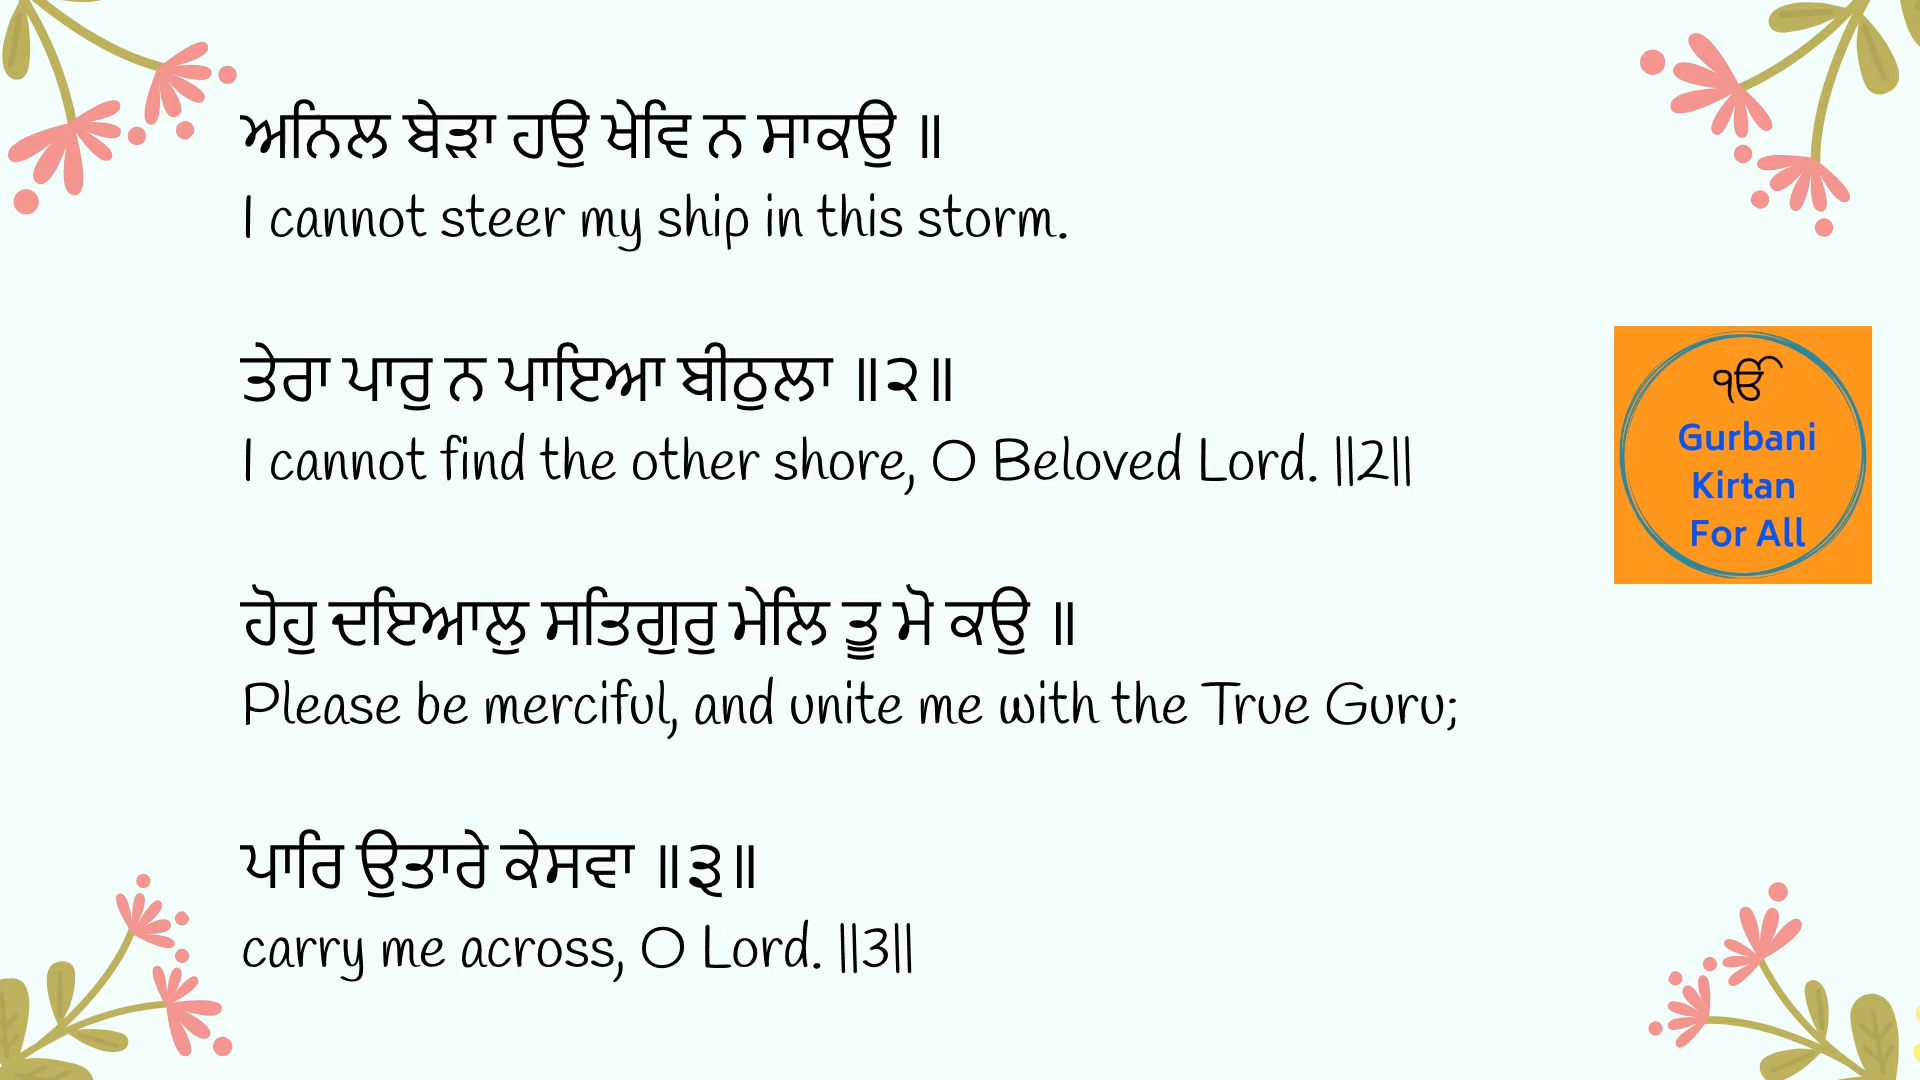 ਅਨਿਲ ਬੇੜਾ ਹਉ ਖੇਵਿ ਨ ਸਾਕਉ ॥
I cannot steer my ship in this storm.
ਤੇਰਾ ਪਾਰੁ ਨ ਪਾਇਆ ਬੀਠੁਲਾ ॥੨॥
I cannot find the other shore, O Beloved Lord. ||2||
ਹੋਹੁ ਦਇਆਲੁ ਸਤਿਗੁਰੁ ਮੇਲਿ ਤੂ ਮੋ ਕਉ ॥
Please be merciful, and unite me with the True Guru;
ਪਾਰਿ ਉਤਾਰੇ ਕੇਸਵਾ ॥੩॥
carry me across, O Lord. ||3||
ੴ
Gurbani
Kirtan
For All